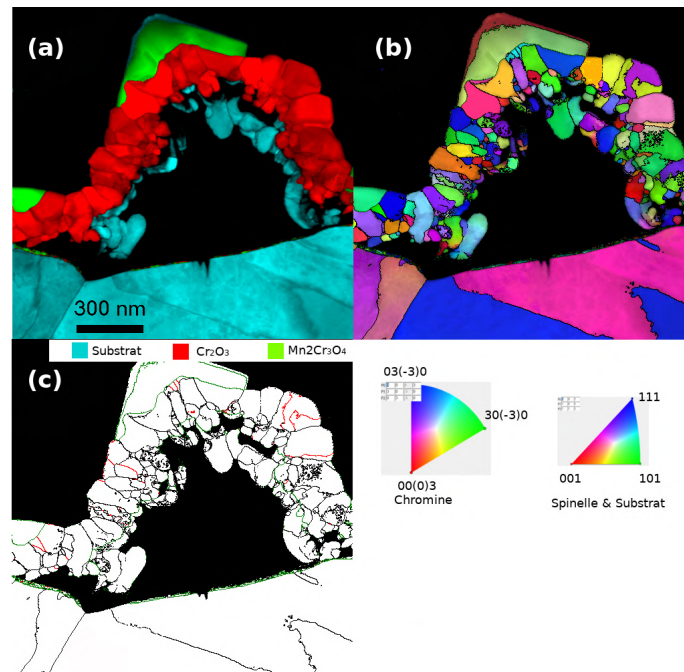 (a)
(b)
300 nm
Substrat
Cr₂O₃
Mn2Cr₃O₄
(c)
03(-3)0
30(-3)0
00(0)3
Chromine
111
001
101
Spinelle & Substrat